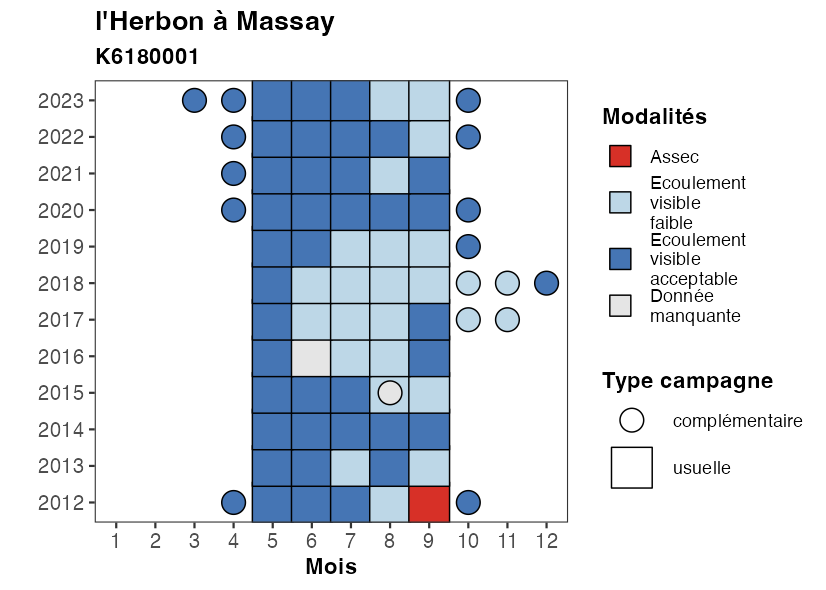 l'Herbon à Massay
K6180001
2023
2022
2021
2020
2019
2018
2017
2016
2015
2014
2013
2012
1 2 3 4 5 6 7 8 9 10 11 12
Mois
Modalités
Assec
Ecoulement
visible
faible
Ecoulement
visible
acceptable
Donnée
manquante
Type campagne
complémentaire
usuelle